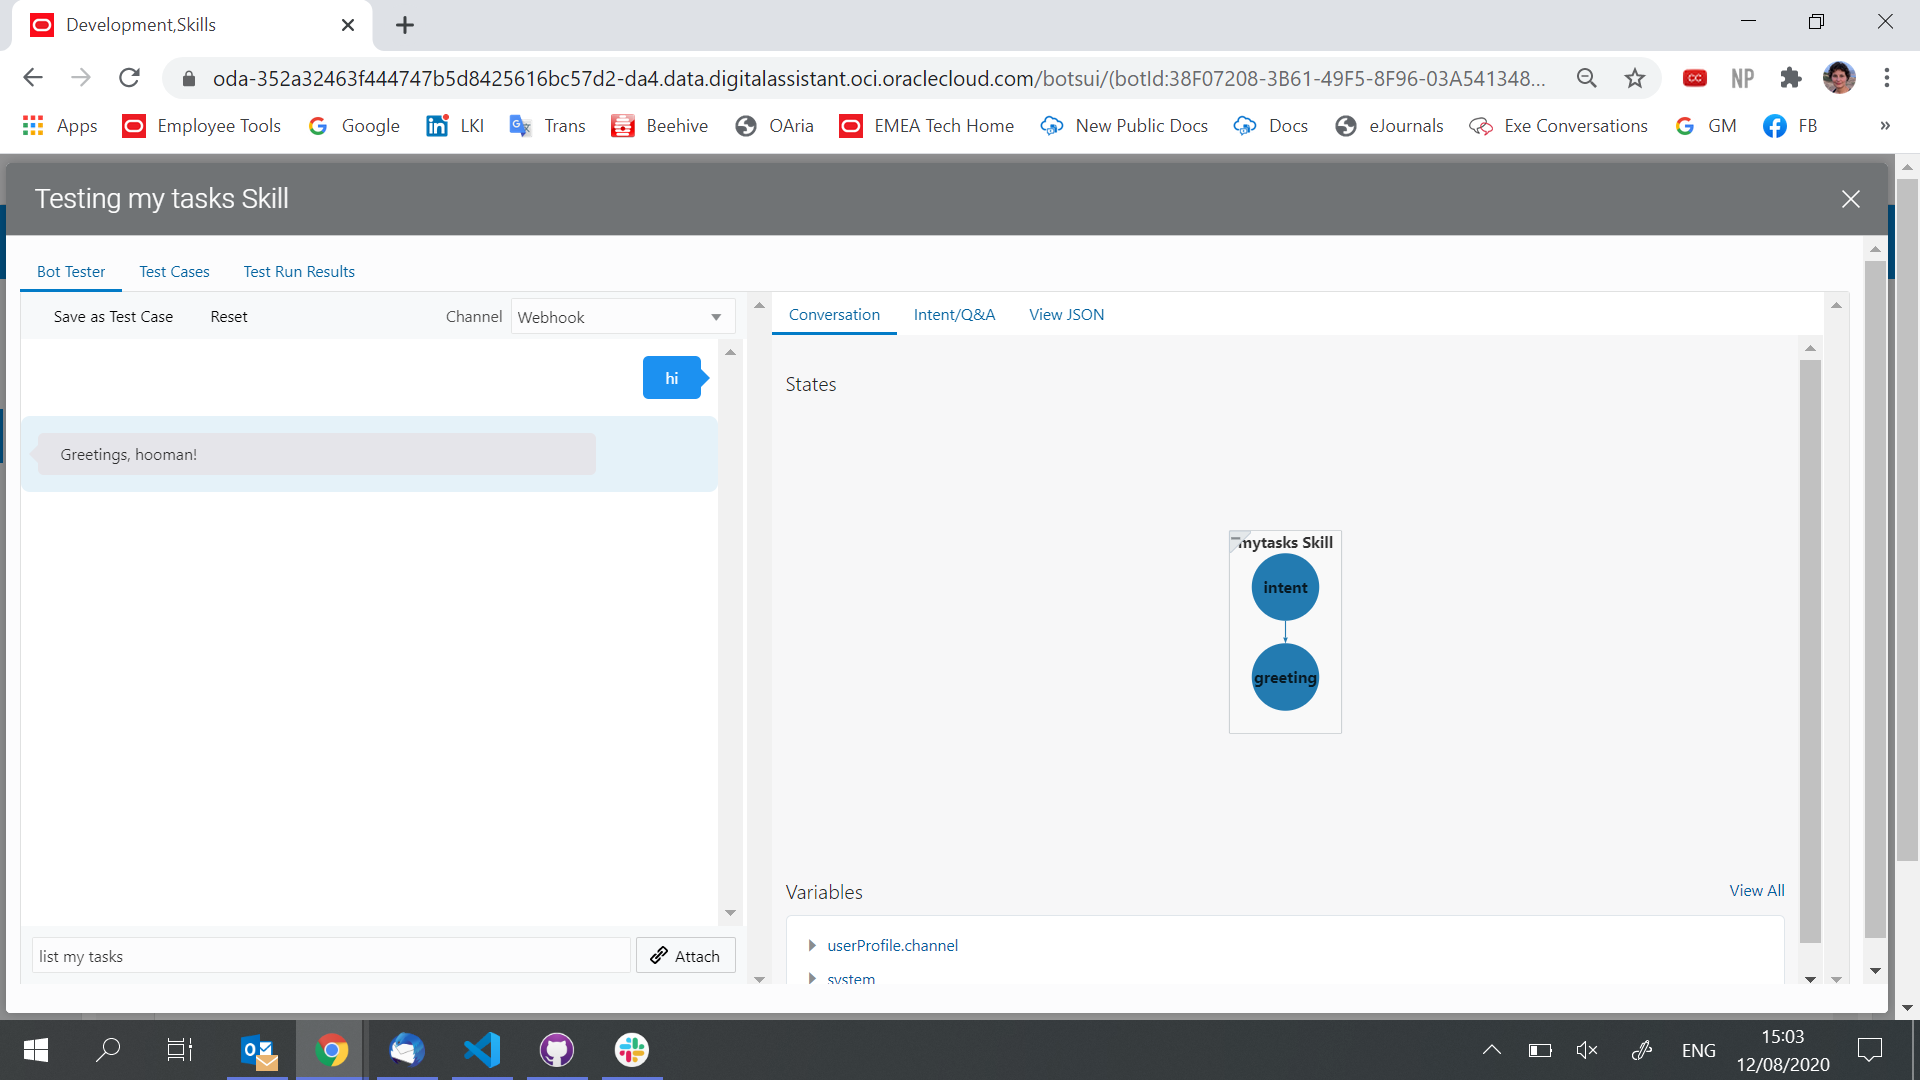 Development,Skills
oda-352a32463f444747b5d8425616bc57d2-da4.data.digitalassistant.oci.oraclecloud.com/botsui/(botId:38F07208-3B61-49F5-8F96-03A541348...
CC
NP
Apps Employee Tools Google LKI Trans Beehive OAria EMEA Tech Home New Public Docs Docs eJournals Exe Conversations GM FB »
Testing my tasks Skill
Bot Tester Test Cases Test Run Results
Save as Test Case Reset Channel Webhook
Conversation Intent/Q&A View JSON
hi
Greetings, hooman!
States
mytasks Skill
intent
greeting
Variables View All
userProfile.channel
system
list my tasks Attach
ENG
15:03
12/08/2020